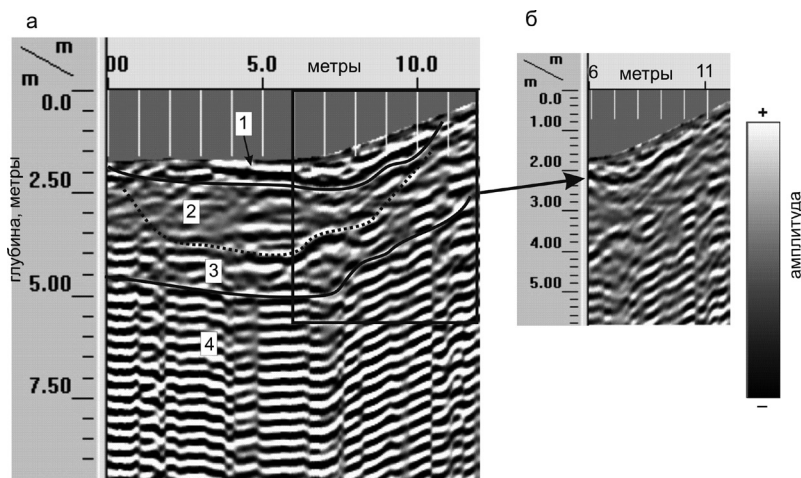 а
б
m
m
00 5.0 метры 10.0
глубина, метры
0.0
2.50
5.00
7.50
1
2
3
4
m
m
6 метры 11
0.0
1.00
2.00
3.00
4.00
5.00
+
амплитуда
–